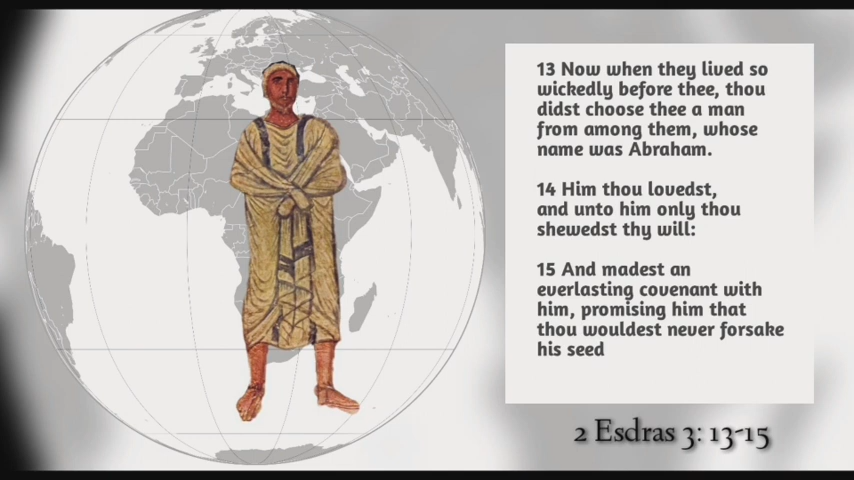 13 Now when they lived so
wickedly before thee, thou
didst choose thee a man
from among them, whose
name was Abraham.
14 Him thou lovedst,
and unto him only thou
shewedst thy will:
15 And madest an
everlasting covenant with
him, promising him that
thou wouldest never forsake
his seed
2 Esdras 3: 13-15